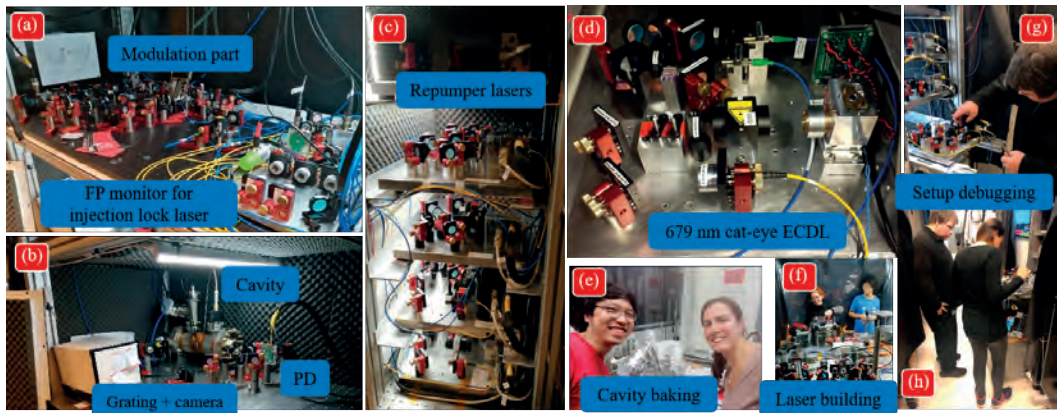 (a)
Modulation part
FP monitor for
injection lock laser
(b)
Cavity
PD
Grating + camera
(c)
Repumper lasers
(d)
679 nm cat-eye ECDL
(e)
Cavity baking
(f)
Laser building
(g)
Setup debugging
(h)